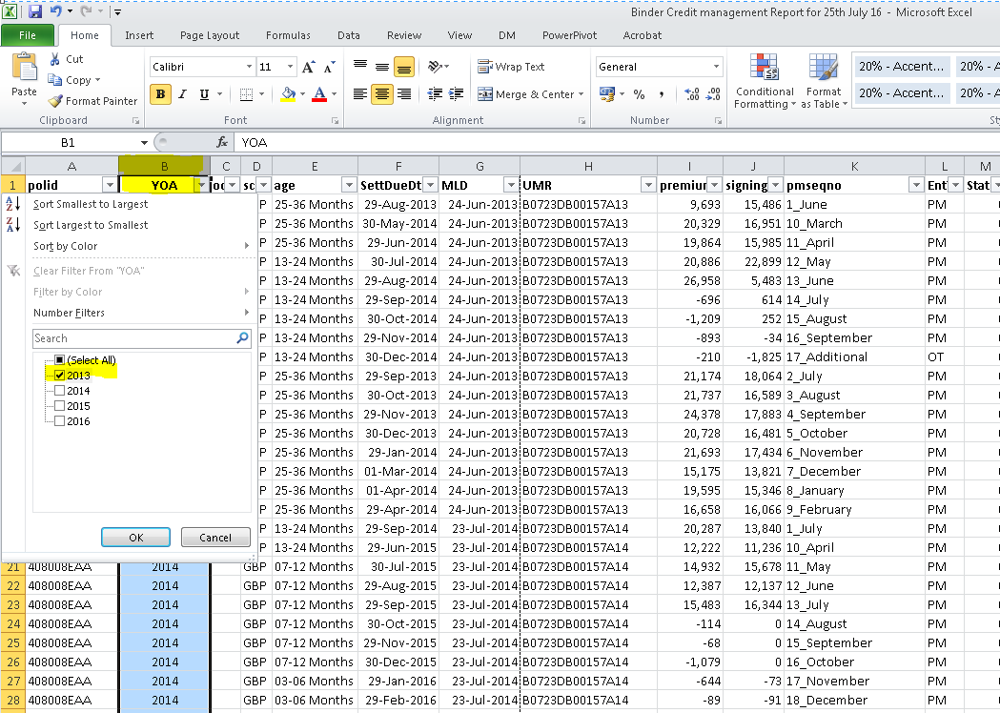 Binder Credit management Report for 25th July 16 - Microsoft Excel
File Home Insert Page Layout Formulas Data Review View DM PowerPivot Acrobat
Paste Cut Copy Format Painter Clipboard
Calibri 11 A A B I U A Font
Wrap Text Merge & Center Alignment
General % , .00 .00 Number
Conditional Formatting Format as Table
20% - Accent... 20% -
20% - Accent... 20% -
B1 fx YOA
A B C D E F G H I J K L M
1 polid YOA sc age SettDueDt MLD UMR premium signing pmseqno Ent Stat
Sort Smallest to Largest
Sort Largest to Smallest
Sort by Color
Clear Filter From "YOA"
Filter by Color
Number Filters
Search
(Select All)
2013
2014
2015
2016
OK Cancel
P 25-36 Months 29-Aug-2013 24-Jun-2013 B0723DB00157A13 9,693 15,486 1_June PM
P 25-36 Months 30-May-2014 24-Jun-2013 B0723DB00157A13 20,329 16,951 10_March PM
P 25-36 Months 29-Jun-2014 24-Jun-2013 B0723DB00157A13 19,864 15,985 11_April PM
P 13-24 Months 30-Jul-2014 24-Jun-2013 B0723DB00157A13 20,886 22,899 12_May PM
P 13-24 Months 29-Aug-2014 24-Jun-2013 B0723DB00157A13 26,958 5,483 13_June PM
P 13-24 Months 29-Sep-2014 24-Jun-2013 B0723DB00157A13 -696 614 14_July PM
P 13-24 Months 30-Oct-2014 24-Jun-2013 B0723DB00157A13 -1,209 252 15_August PM
P 13-24 Months 29-Nov-2014 24-Jun-2013 B0723DB00157A13 -893 -34 16_September PM
P 13-24 Months 30-Dec-2014 24-Jun-2013 B0723DB00157A13 -210 -1,825 17_Additional OT
P 25-36 Months 29-Sep-2013 24-Jun-2013 B0723DB00157A13 21,174 18,064 2_July PM
P 25-36 Months 30-Oct-2013 24-Jun-2013 B0723DB00157A13 21,737 16,589 3_August PM
P 25-36 Months 29-Nov-2013 24-Jun-2013 B0723DB00157A13 24,378 17,883 4_September PM
P 25-36 Months 30-Dec-2013 24-Jun-2013 B0723DB00157A13 20,728 16,481 5_October PM
P 25-36 Months 29-Jan-2014 24-Jun-2013 B0723DB00157A13 21,693 17,434 6_November PM
P 25-36 Months 01-Mar-2014 24-Jun-2013 B0723DB00157A13 15,175 13,821 7_December PM
P 25-36 Months 01-Apr-2014 24-Jun-2013 B0723DB00157A13 19,595 15,346 8_January PM
P 25-36 Months 29-Apr-2014 24-Jun-2013 B0723DB00157A13 16,658 16,066 9_February PM
P 13-24 Months 29-Sep-2014 23-Jul-2014 B0723DB00157A14 20,287 13,840 1_July PM
P 13-24 Months 29-Jun-2015 23-Jul-2014 B0723DB00157A14 12,222 11,236 10_April PM
21 408008EAA 2014 GBP 07-12 Months 30-Jul-2015 23-Jul-2014 B0723DB00157A14 14,932 15,678 11_May PM
22 408008EAA 2014 GBP 07-12 Months 29-Aug-2015 23-Jul-2014 B0723DB00157A14 12,387 12,137 12_June PM
23 408008EAA 2014 GBP 07-12 Months 29-Sep-2015 23-Jul-2014 B0723DB00157A14 15,483 16,344 13_July PM
24 408008EAA 2014 GBP 07-12 Months 30-Oct-2015 23-Jul-2014 B0723DB00157A14 -114 0 14_August PM
25 408008EAA 2014 GBP 07-12 Months 29-Nov-2015 23-Jul-2014 B0723DB00157A14 -68 0 15_September PM
26 408008EAA 2014 GBP 07-12 Months 30-Dec-2015 23-Jul-2014 B0723DB00157A14 -1,079 0 16_October PM
27 408008EAA 2014 GBP 03-06 Months 29-Jan-2016 23-Jul-2014 B0723DB00157A14 -644 -73 17_November PM
28 408008EAA 2014 GBP 03-06 Months 29-Feb-2016 23-Jul-2014 B0723DB00157A14 -89 -91 18_December PM